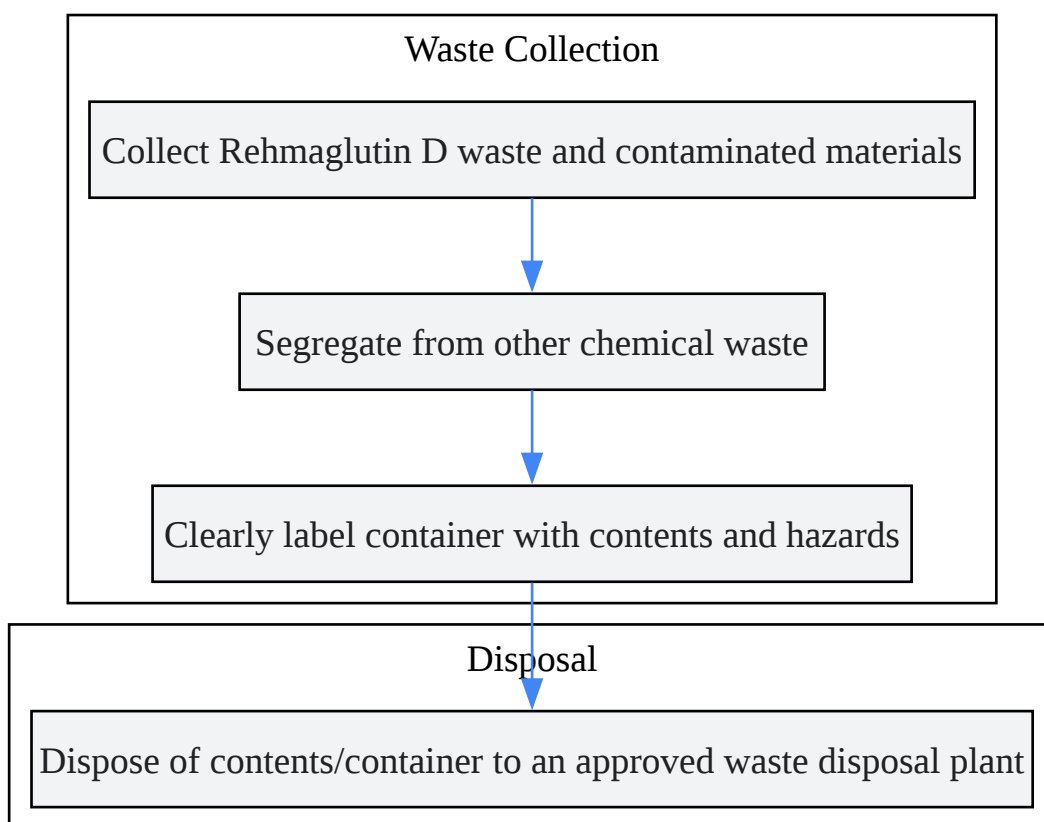 Waste Collection
Collect Rehmaglutin D waste and contaminated materials
Segregate from other chemical waste
Clearly label container with contents and hazards
Disposal
Dispose of contents/container to an approved waste disposal plant